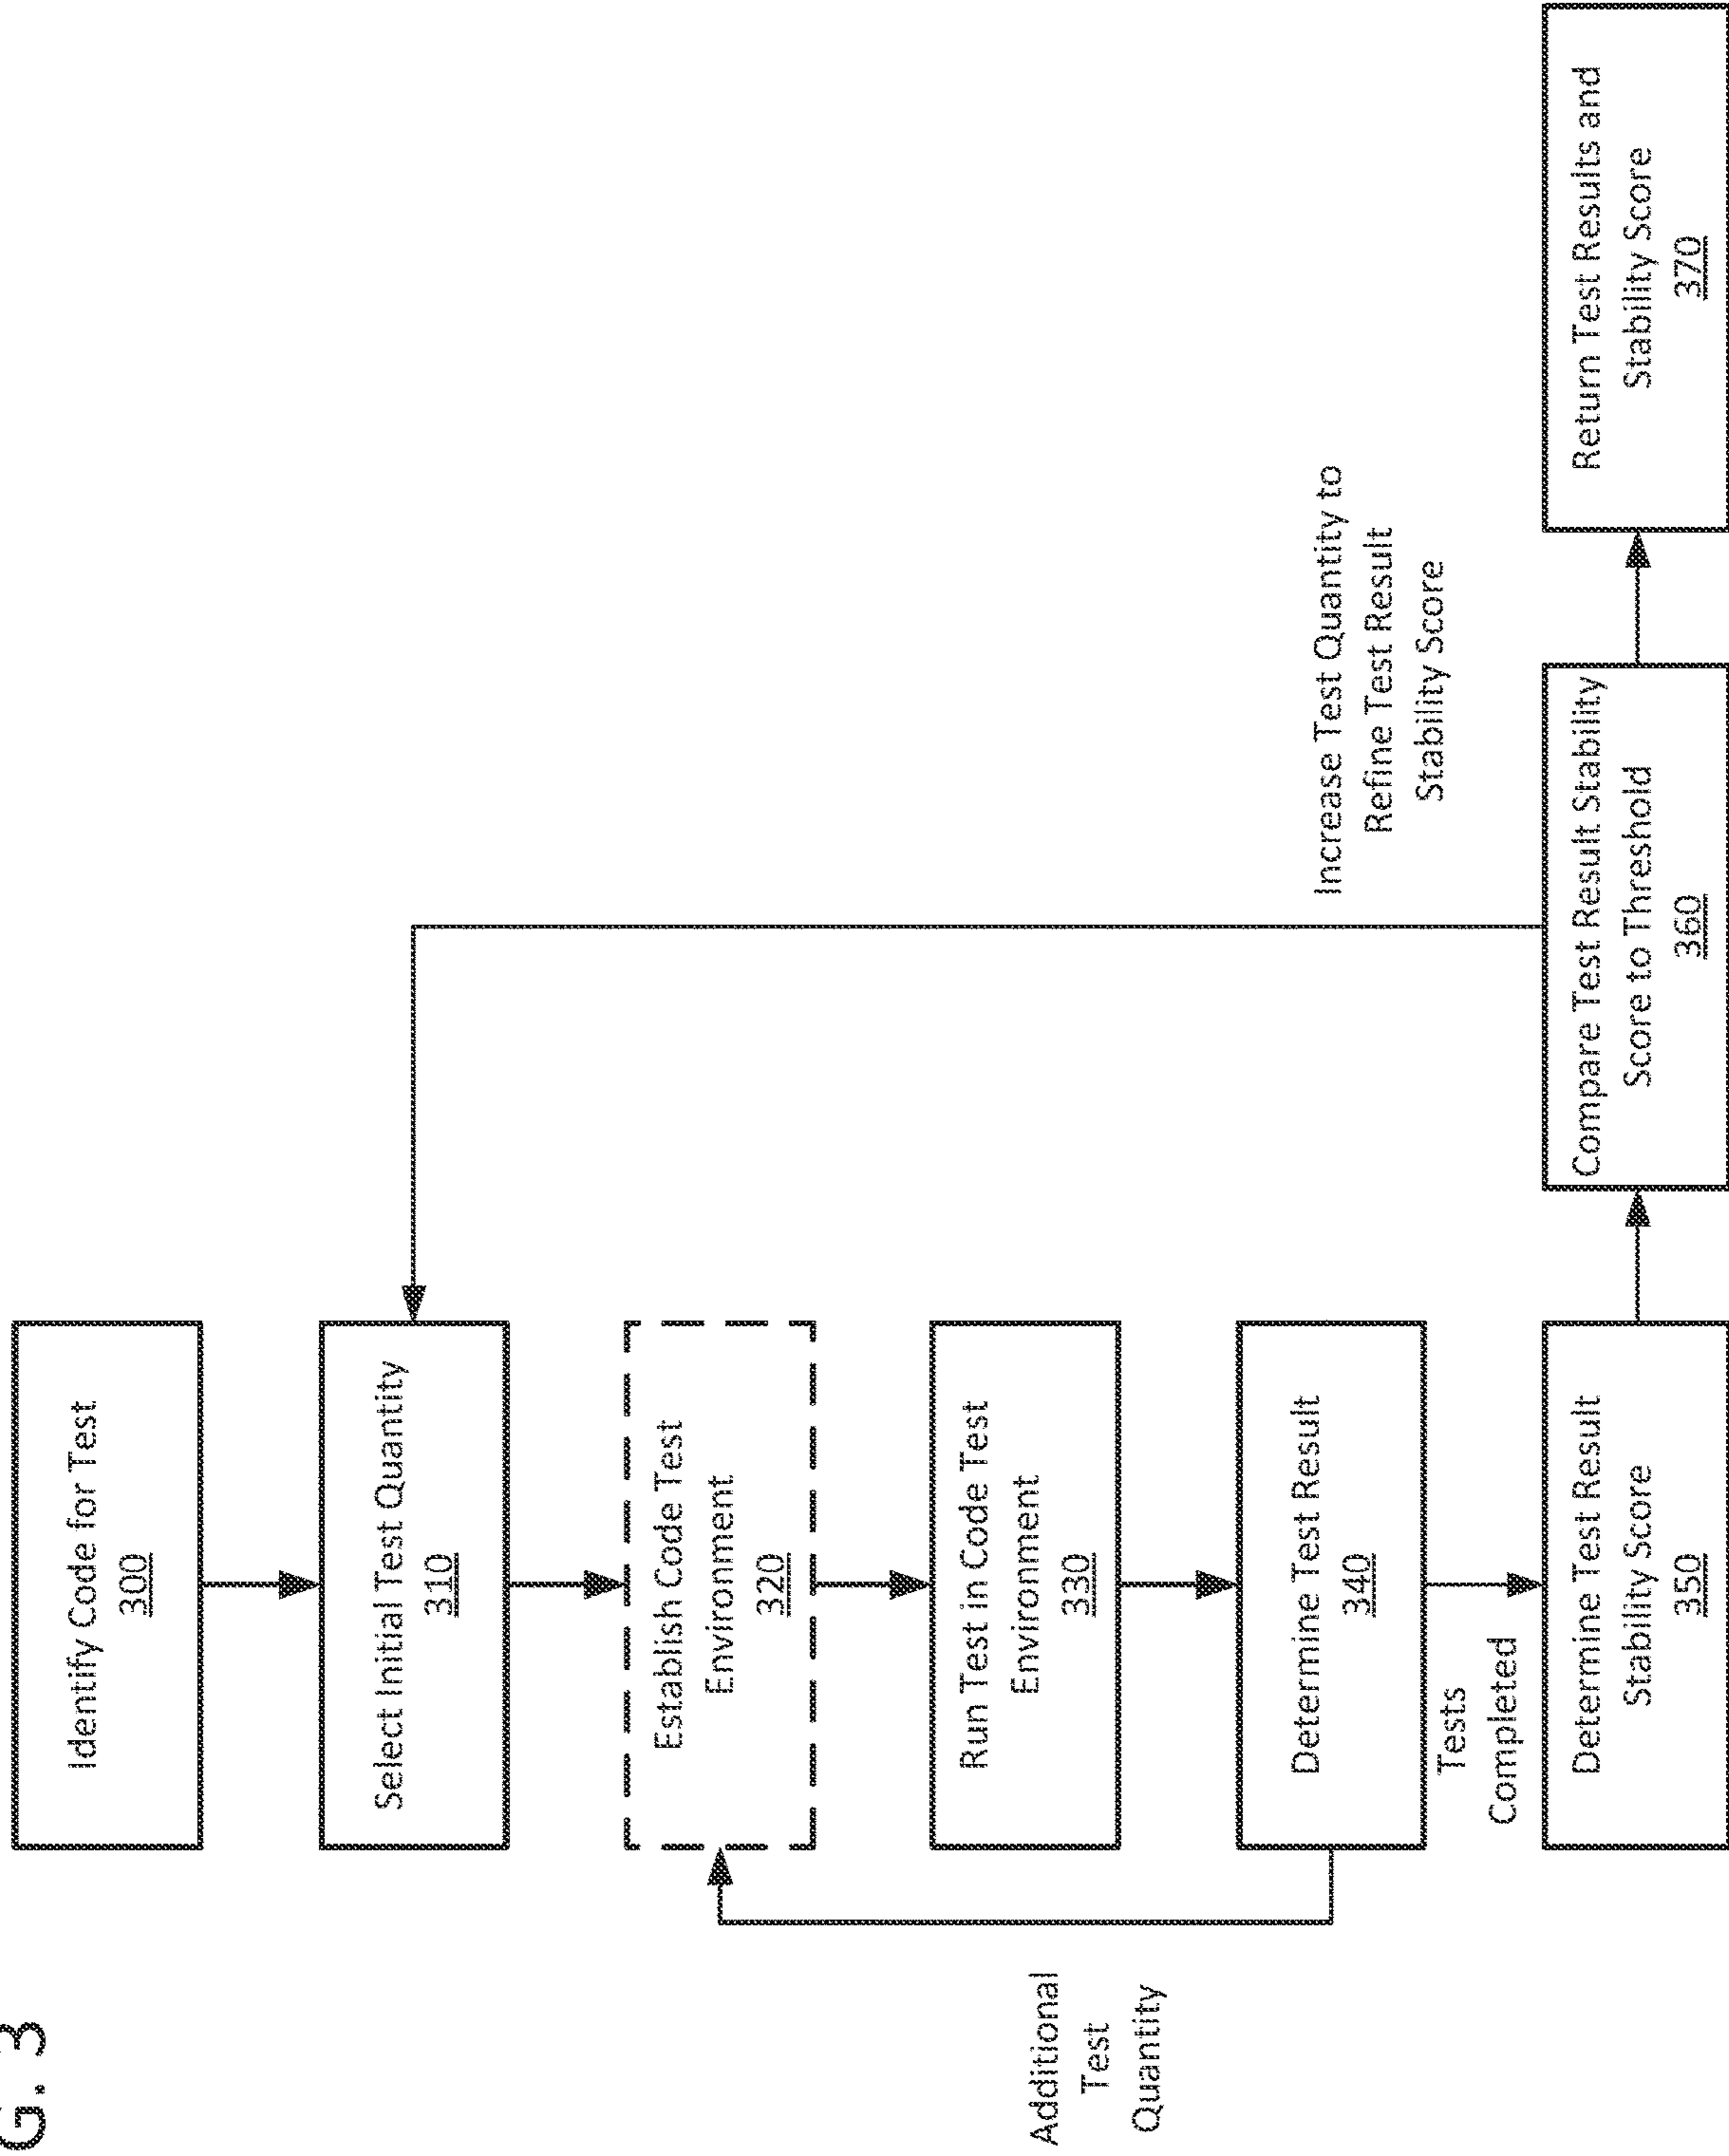 G. 3
Identify Code for Test
300
Select Initial Test Quantity
310
Establish Code Test
Environment
320
Run Test in Code Test
Environment
330
Determine Test Result
340
Additional
Test
Quantity
Tests
Completed
Determine Test Result
Stability Score
350
Compare Test Result Stability
Score to Threshold
360
Increase Test Quantity to
Refine Test Result
Stability Score
Return Test Results and
Stability Score
370